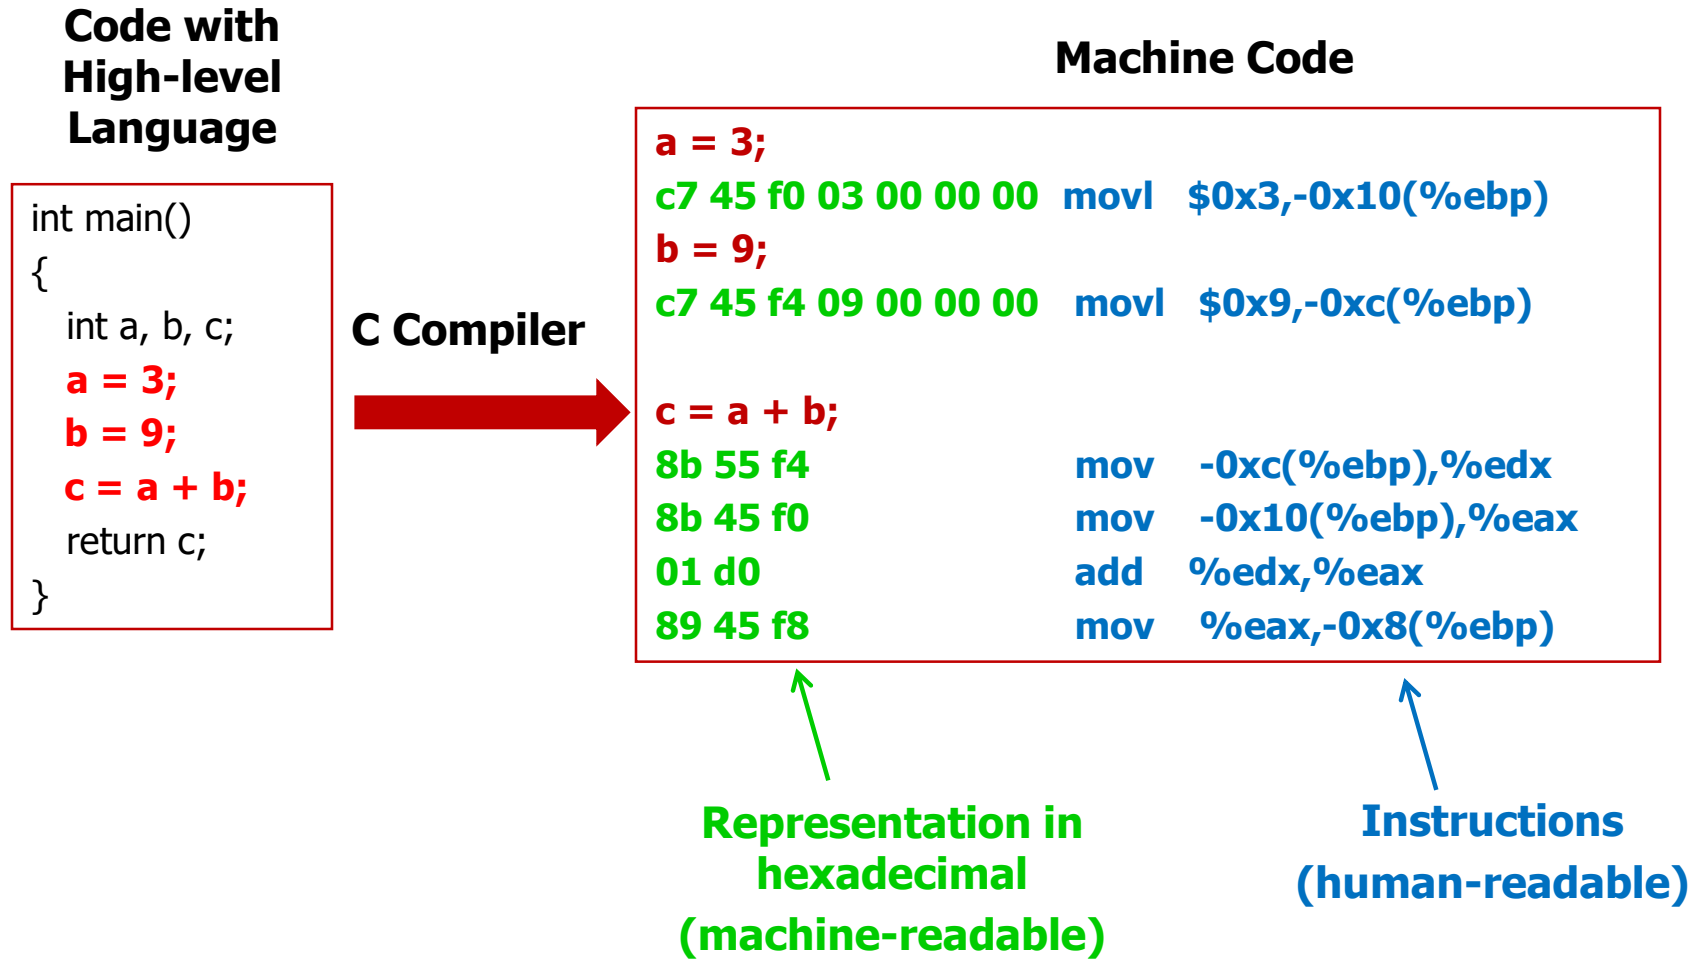 Code with
High-level
Language
int main()
{
int a, b, c;
a = 3;
b = 9;
c = a + b;
return c;
}
C Compiler
Machine Code
a = 3;
c7 45 f0 03 00 00 00 movl $0x3,-0x10(%ebp)
b = 9;
c7 45 f4 09 00 00 00 movl $0x9,-0xc(%ebp)
c = a + b;
8b 55 f4 mov -0xc(%ebp),%edx
8b 45 f0 mov -0x10(%ebp),%eax
01 d0 add %edx,%eax
89 45 f8 mov %eax,-0x8(%ebp)
Representation in
hexadecimal
(machine-readable)
Instructions
(human-readable)